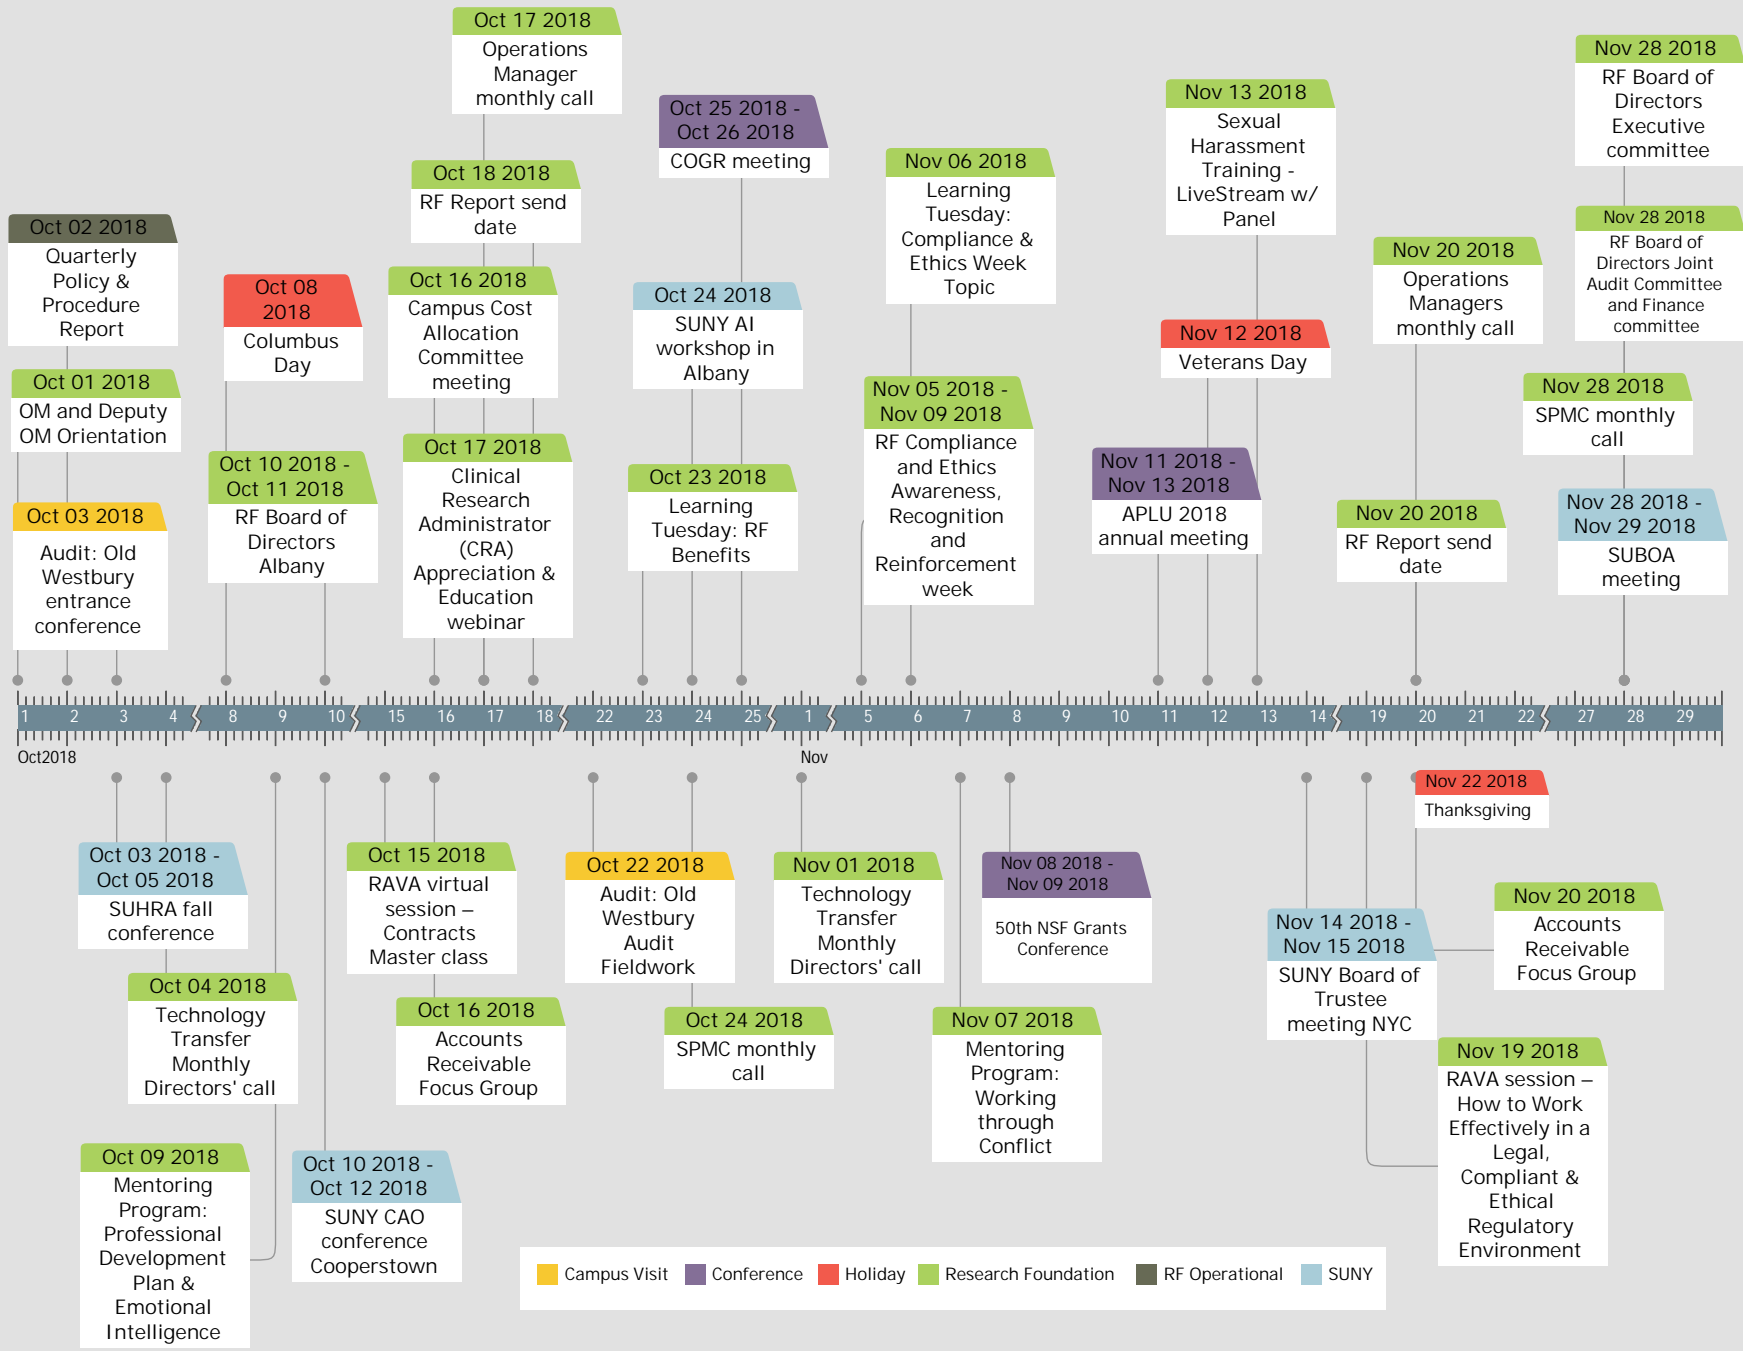 Oct 17 2018
Operations
Manager
monthly call
Oct 18 2018
RF Report send
date
Oct 02 2018
Quarterly
Policy &
Procedure
Report
Oct 01 2018
OM and Deputy
OM Orientation
Oct 03 2018
Audit: Old
Westbury
entrance
conference
Oct 08
2018
Columbus
Day
Oct 10 2018 -
Oct 11 2018
RF Board of
Directors
Albany
Oct 16 2018
Campus Cost
Allocation
Committee
meeting
Oct 17 2018
Clinical
Research
Administrator
(CRA)
Appreciation &
Education
webinar
Oct 25 2018 -
Oct 26 2018
COGR meeting
Oct 24 2018
SUNY AI
workshop in
Albany
Oct 23 2018
Learning
Tuesday: RF
Benefits
Nov 06 2018
Learning
Tuesday:
Compliance &
Ethics Week
Topic
Nov 05 2018 -
Nov 09 2018
RF Compliance
and Ethics
Awareness,
Recognition
and
Reinforcement
week
Nov 13 2018
Sexual
Harassment
Training -
LiveStream w/
Panel
Nov 12 2018
Veterans Day
Nov 11 2018 -
Nov 13 2018
APLU 2018
annual meeting
Nov 20 2018
Operations
Managers
monthly call
Nov 20 2018
RF Report send
date
Nov 28 2018
RF Board of
Directors
Executive
committee
Nov 28 2018
RF Board of
Directors Joint
Audit Committee
and Finance
committee
Nov 28 2018
SPMC monthly
call
Nov 28 2018 -
Nov 29 2018
SUBOA
meeting
1 2 3 4 8 9 10 15 16 17 18 22 23 24 25 1 5 6 7 8 9 10 11 12 13 14 19 20 21 22 27 28 29
Oct2018 Nov
Oct 03 2018 -
Oct 05 2018
SUHRA fall
conference
Oct 04 2018
Technology
Transfer
Monthly
Directors' call
Oct 09 2018
Mentoring
Program:
Professional
Development
Plan &
Emotional
Intelligence
Oct 10 2018 -
Oct 12 2018
SUNY CAO
conference
Cooperstown
Oct 15 2018
RAVA virtual
session –
Contracts
Master class
Oct 16 2018
Accounts
Receivable
Focus Group
Oct 22 2018
Audit: Old
Westbury
Audit
Fieldwork
Oct 24 2018
SPMC monthly
call
Nov 01 2018
Technology
Transfer
Monthly
Directors' call
Nov 08 2018 -
Nov 09 2018
50th NSF Grants
Conference
Nov 07 2018
Mentoring
Program:
Working
through
Conflict
Nov 22 2018
Thanksgiving
Nov 14 2018 -
Nov 15 2018
SUNY Board of
Trustee
meeting NYC
Nov 20 2018
Accounts
Receivable
Focus Group
Nov 19 2018
RAVA session –
How to Work
Effectively in a
Legal,
Compliant &
Ethical
Regulatory
Environment
Campus Visit Conference Holiday Research Foundation RF Operational SUNY